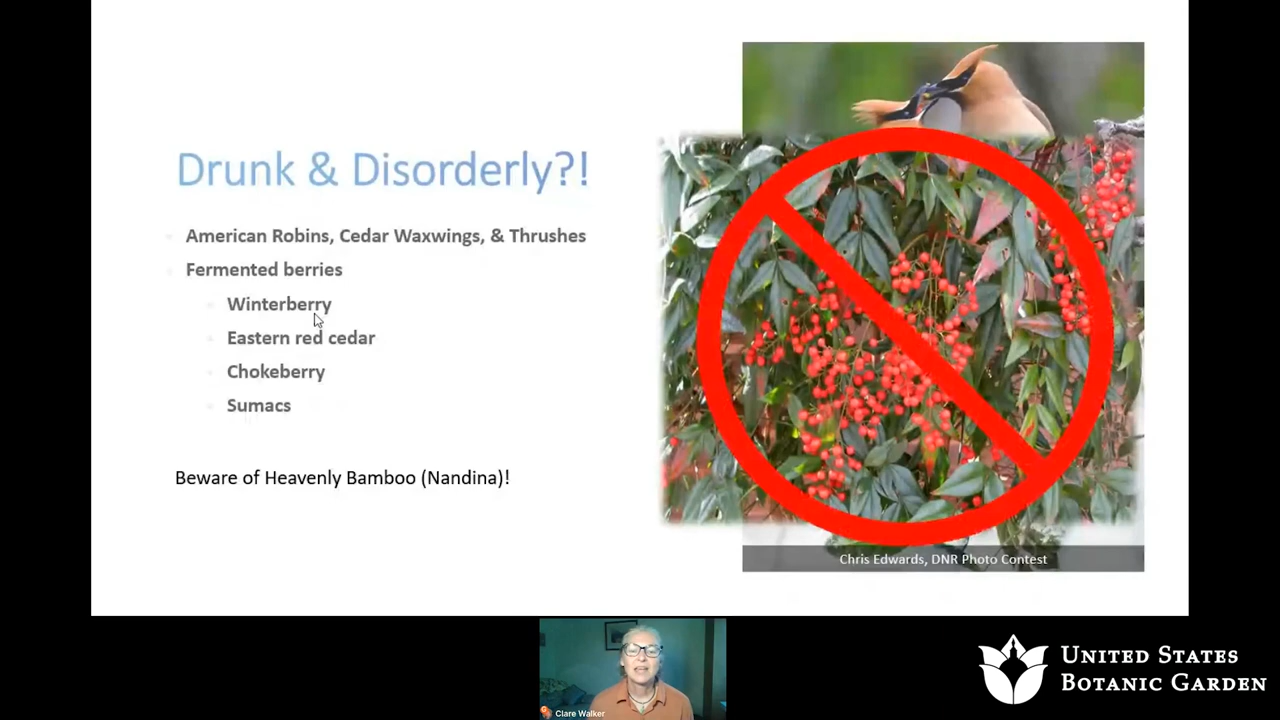 Drunk & Disorderly?!
American Robins, Cedar Waxwings, & Thrushes
Fermented berries
Winterberry
Eastern red cedar
Chokeberry
Sumacs
Beware of Heavenly Bamboo (Nandina)!
Chris Edwards, DNR Photo Contest
Clare Walker
UNITED STATES
BOTANIC GARDEN